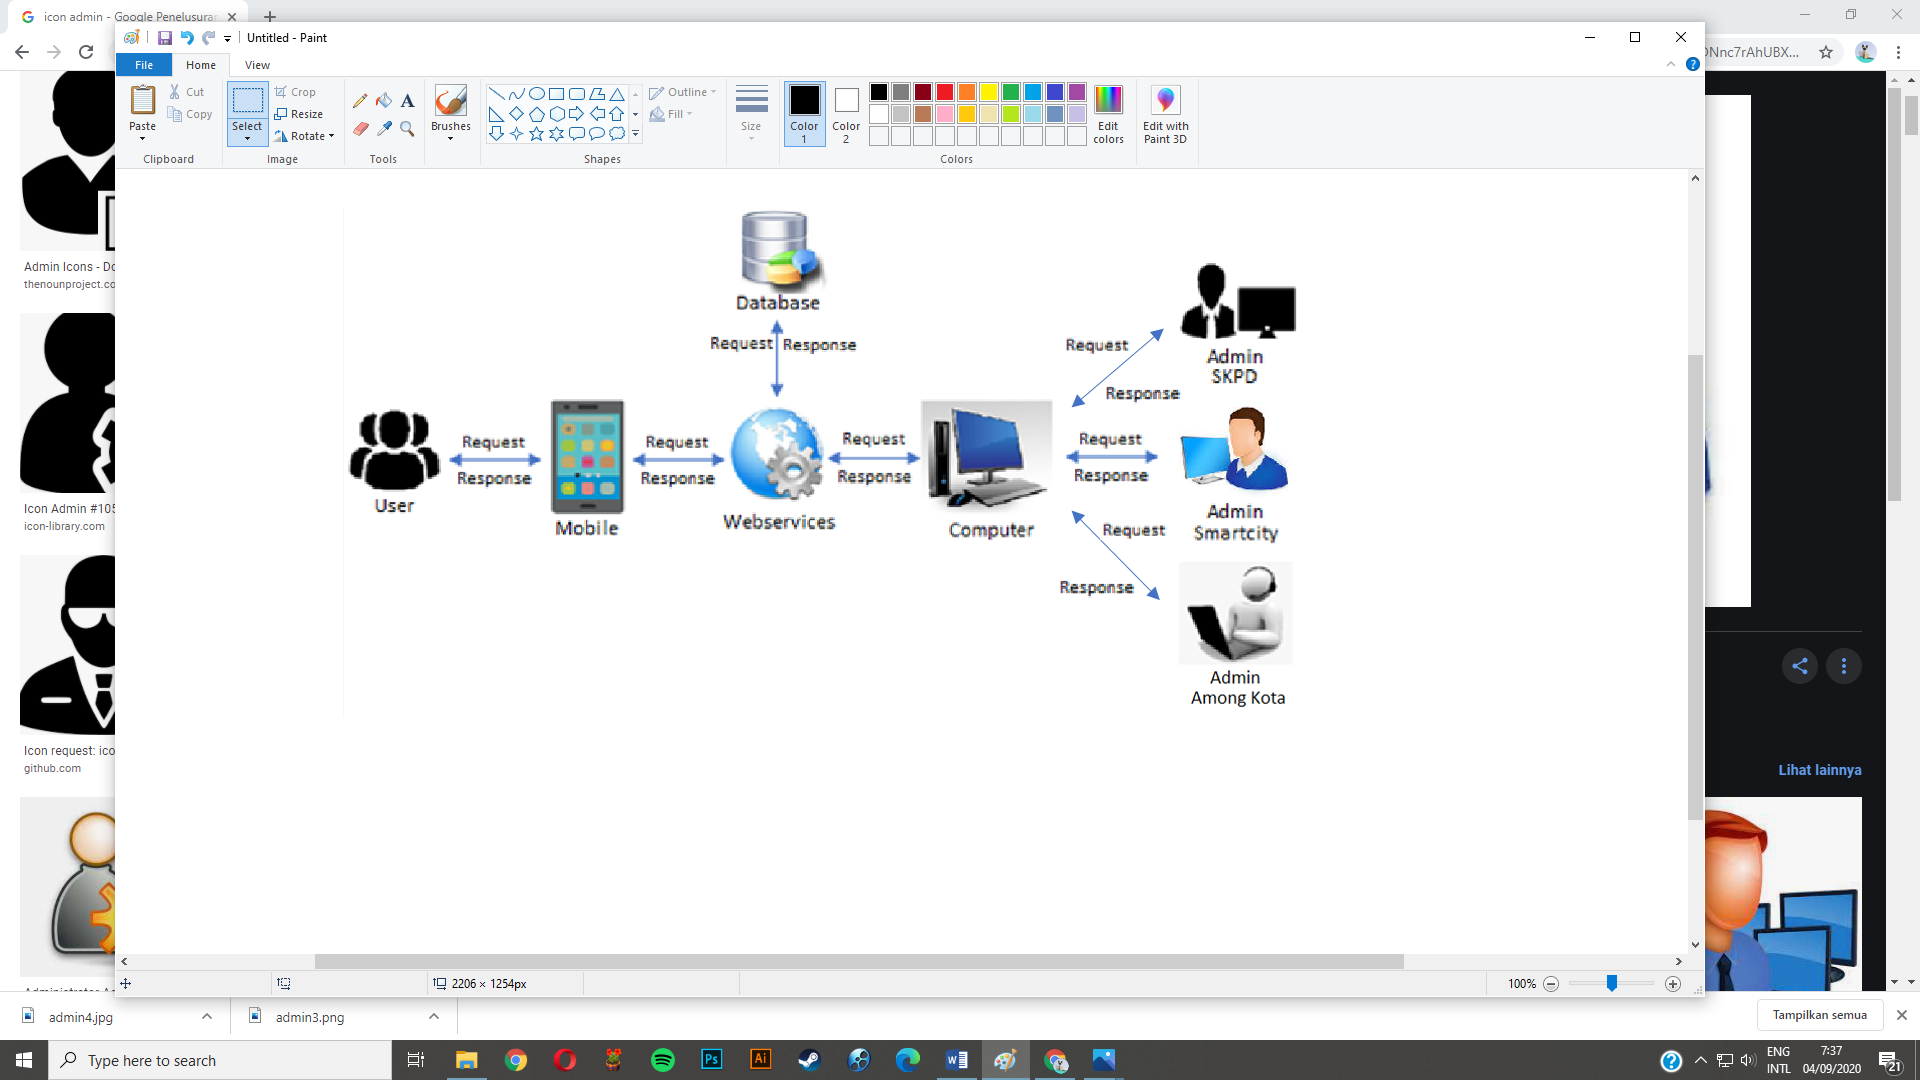 icon admin - Google Penelusuran
Untitled - Paint
File
Home
View
Paste
Cut
Copy
Clipboard
Select
Crop
Resize
Rotate
Image
Tools
Brushes
Shapes
Outline
Fill
Size
Color 1
Color 2
Edit colors
Colors
Edit with Paint 3D
Admin Icons - Do
thenounproject.co
Icon Admin #105
icon-library.com
Icon request: ico
github.com
Database
Request
Response
User
Request
Response
Mobile
Request
Response
Webservices
Request
Response
Computer
Request
Response
Admin
SKPD
Request
Response
Admin
Smartcity
Request
Response
Admin
Among Kota
Lihat lainnya
2206 × 1254px
100%
admin4.jpg
admin3.png
Tampilkan semua
Type here to search
Ps
Ai
ENG
INTL
7:37
04/09/2020
21